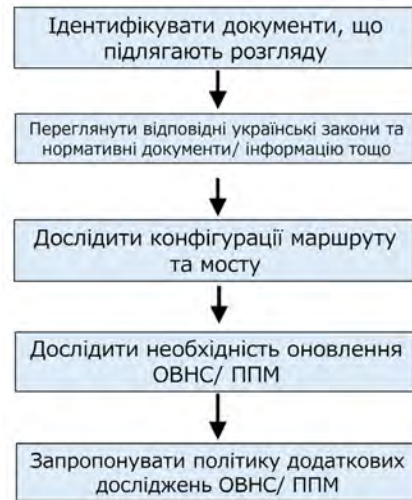 Ідентифікувати документи, що
підлягають розгляду
Переглянути відповідні українські закони та
нормативні документи/ інформацію тощо
Дослідити конфігурації маршруту
та мосту
Дослідити необхідність оновлення
ОВНС/ ППМ
Запропонувати політику додаткових
досліджень ОВНС/ ППМ